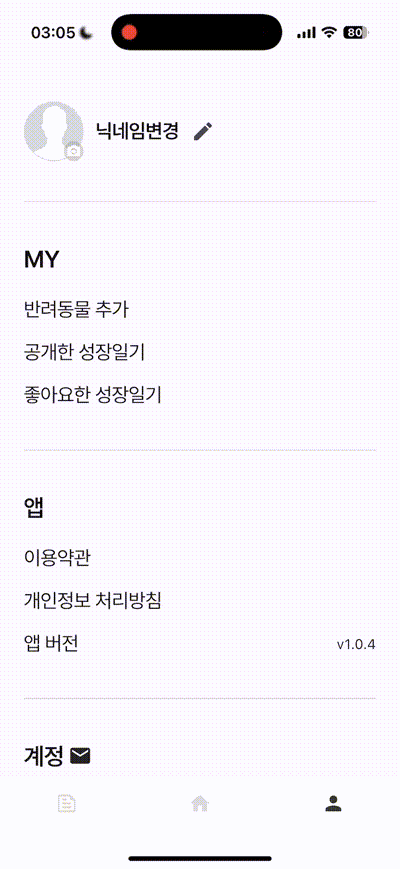 03:05
80
닉네임변경
MY
반려동물 추가
공개한 성장일기
좋아요한 성장일기
앱
이용약관
개인정보 처리방침
앱 버전 v1.0.4
계정